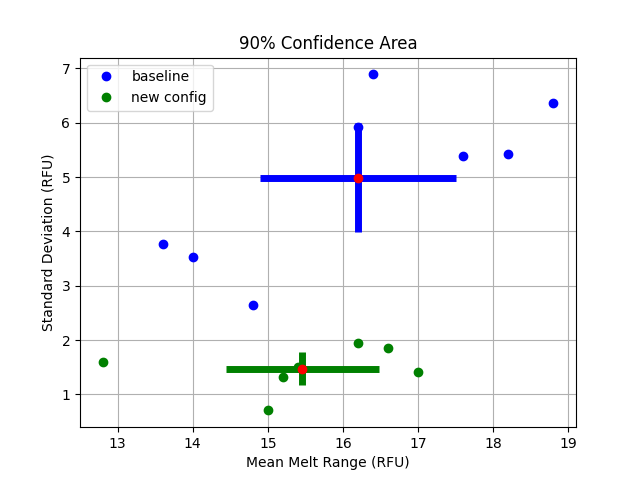 90% Confidence Area
baseline
new config
Standard Deviation (RFU)
7
6
5
4
3
2
1
13 14 15 16 17 18 19
Mean Melt Range (RFU)